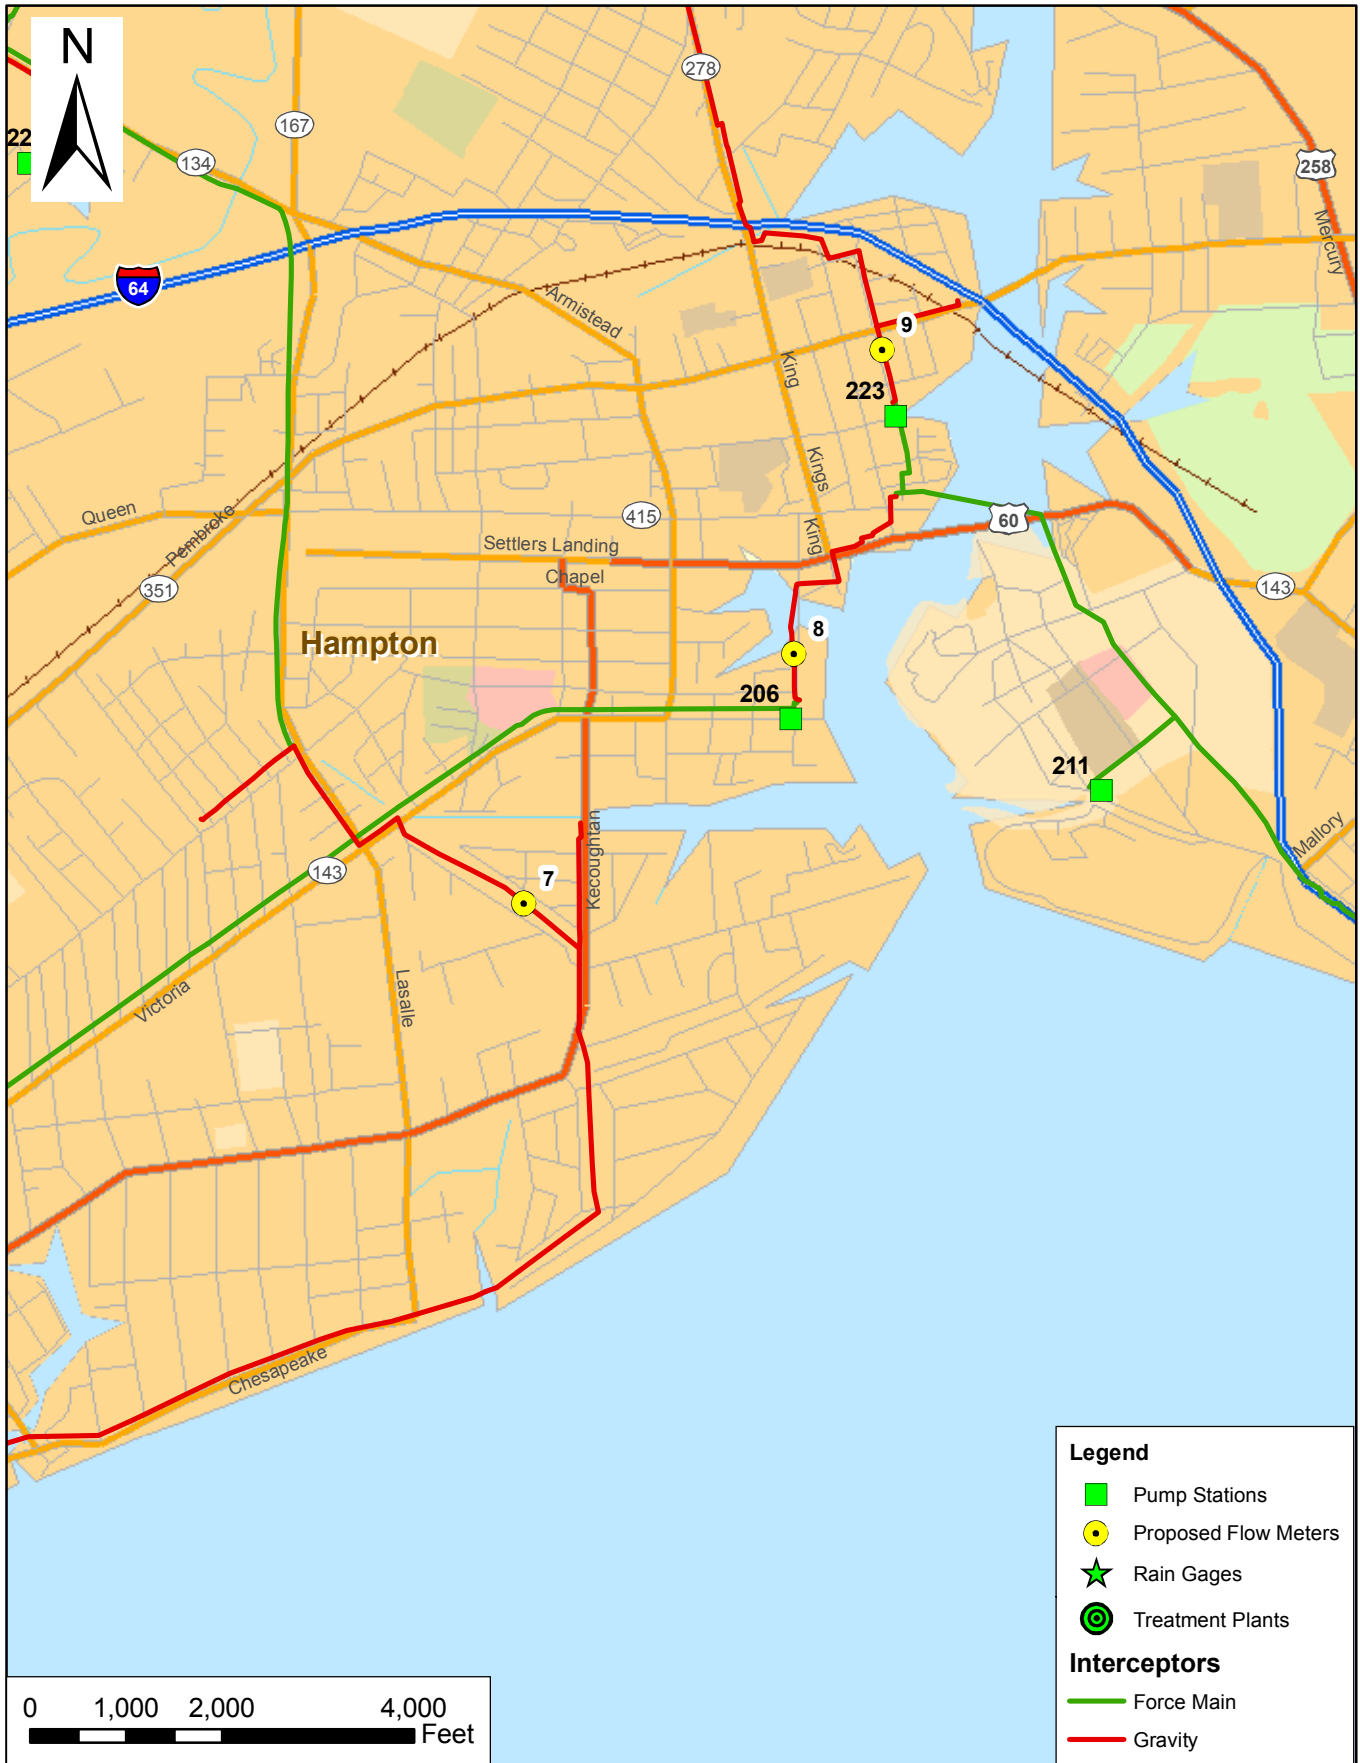 N
278
167
134
22
258
Mercury
64
Armistead
9
King
223
Kings
Queen
Pembroke
415
King
60
Settlers Landing
Chapel
351
143
Hampton
8
206
211
Mallory
Kecoughtan
143
7
Victoria
Lasalle
Chesapeake
Legend
Pump Stations
Proposed Flow Meters
Rain Gages
Treatment Plants
Interceptors
Force Main
Gravity
0 1,000 2,000 4,000
Feet